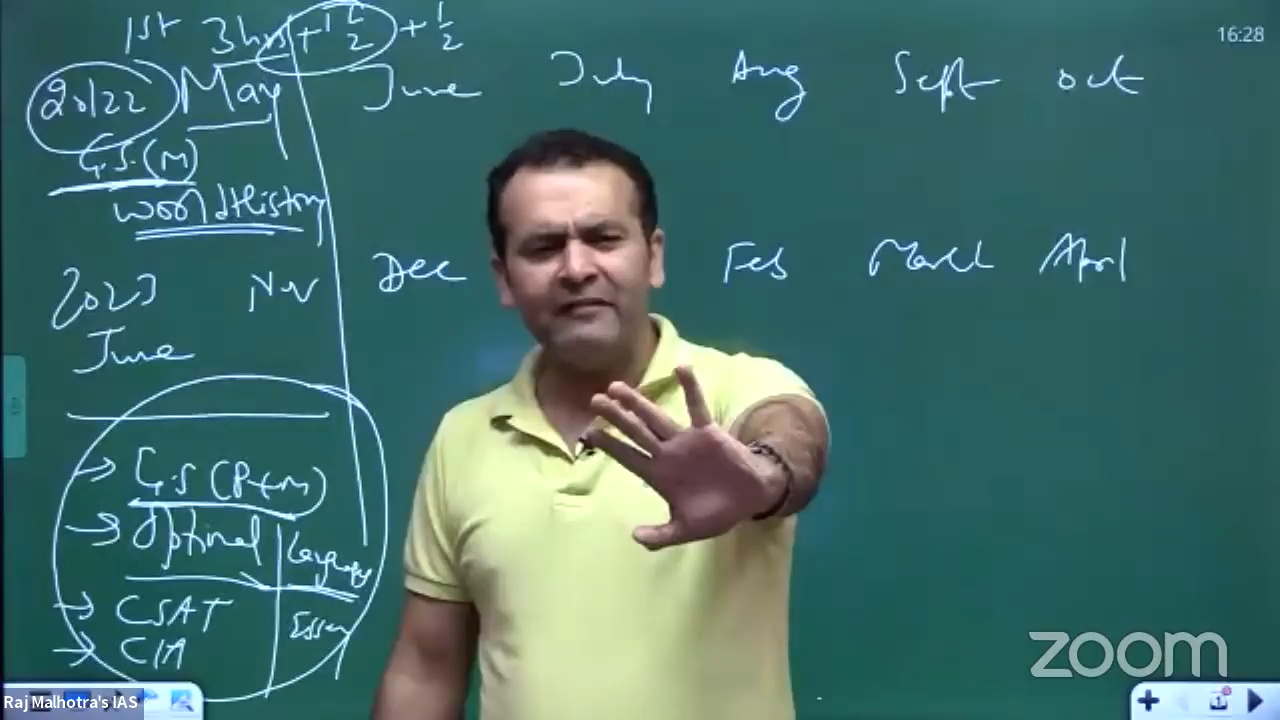 1st 3hrs + 1 1/2 + 1/2
16:28
2022 May June July Aug Sept Oct
G.S.(M)
World History
2023 Nov Dec Feb March April
June
→ G.S (P+M)
→ Optional Language
→ CSAT Essay
→ C/A
zoom
Raj Malhotra's IAS